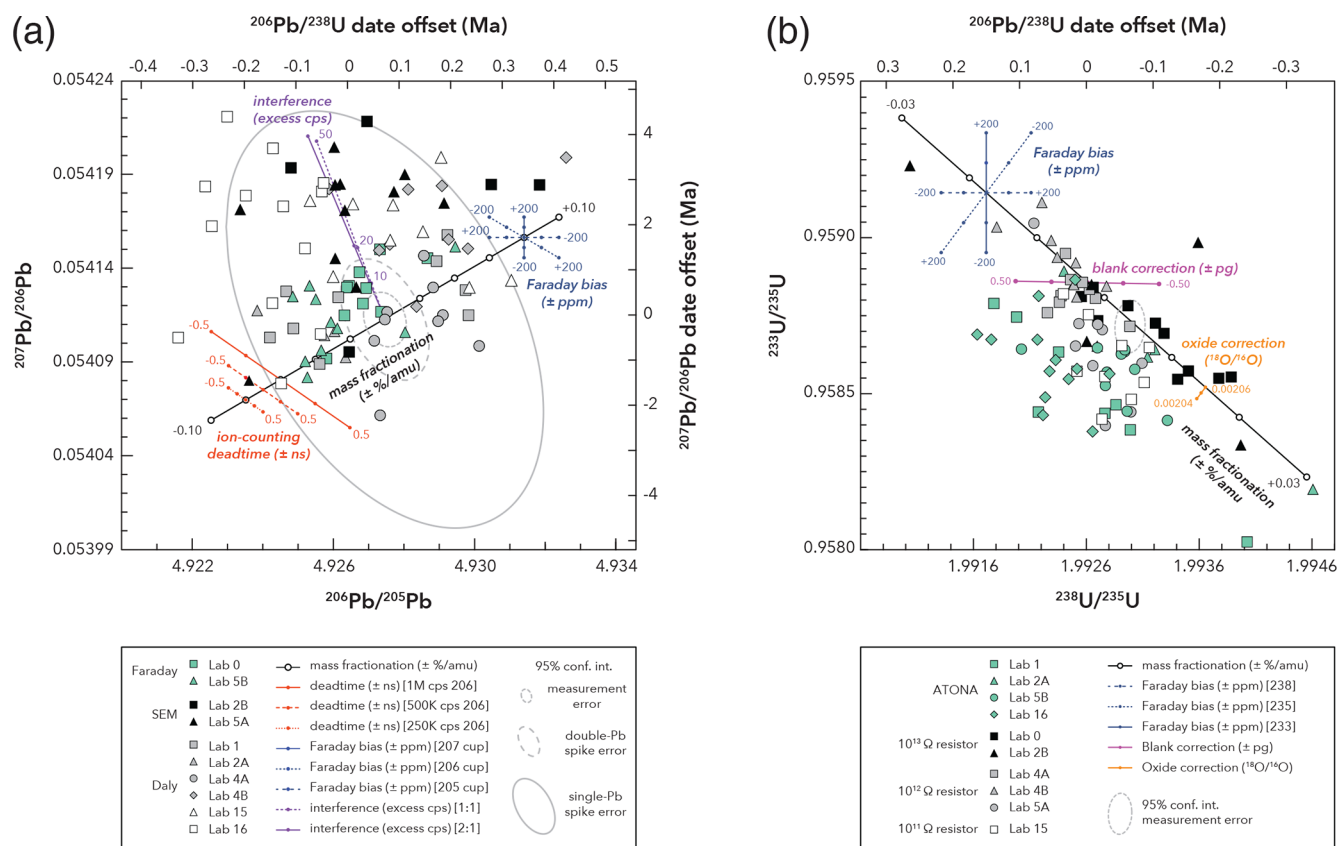 (a)
²⁰⁶Pb/²³⁸U date offset (Ma)
-0.4 -0.3 -0.2 -0.1 0 0.1 0.2 0.3 0.4 0.5
0.05424
0.05419
0.05414
0.05409
0.05404
0.05399
²⁰⁷Pb/²⁰⁶Pb
4
2
0
-2
-4
²⁰⁷Pb/²⁰⁶Pb date offset (Ma)
interference
(excess cps)
50
20
10
+0.10
-200 +200
+200 -200
-200 +200
Faraday bias
(± ppm)
mass fractionation
(± %/amu)
-0.5
-0.5
-0.5
0.5
0.5
0.5
-0.10
ion-counting
deadtime (± ns)
4.922 4.926 4.930 4.934
²⁰⁶Pb/²⁰⁵Pb
Faraday
Lab 0
Lab 5B
SEM
Lab 2B
Lab 5A
Daly
Lab 1
Lab 2A
Lab 4A
Lab 4B
Lab 15
Lab 16
mass fractionation (± %/amu)
deadtime (± ns) [1M cps 206]
deadtime (± ns) [500K cps 206]
deadtime (± ns) [250K cps 206]
Faraday bias (± ppm) [207 cup]
Faraday bias (± ppm) [206 cup]
Faraday bias (± ppm) [205 cup]
interference (excess cps) [1:1]
interference (excess cps) [2:1]
95% conf. int.
measurement
error
double-Pb
spike error
single-Pb
spike error
(b)
²⁰⁶Pb/²³⁸U date offset (Ma)
0.3 0.2 0.1 0 -0.1 -0.2 -0.3
0.9595
0.9590
0.9585
0.9580
²³³U/²³⁵U
-0.03
+200 -200
-200 +200
+200 -200
Faraday bias
(± ppm)
blank correction (± pg)
0.50 -0.50
oxide correction
(¹⁸O/¹⁶O)
0.00206
0.00204
mass fractionation
(± %/amu
+0.03
1.9916 1.9926 1.9936 1.9946
²³⁸U/²³⁵U
ATONA
Lab 1
Lab 2A
Lab 5B
Lab 16
10¹³ Ω resistor
Lab 0
Lab 2B
10¹² Ω resistor
Lab 4A
Lab 4B
Lab 5A
10¹¹ Ω resistor
Lab 15
mass fractionation (± %/amu)
Faraday bias (± ppm) [238]
Faraday bias (± ppm) [235]
Faraday bias (± ppm) [233]
Blank correction (± pg)
Oxide correction (¹⁸O/¹⁶O)
95% conf. int.
measurement error